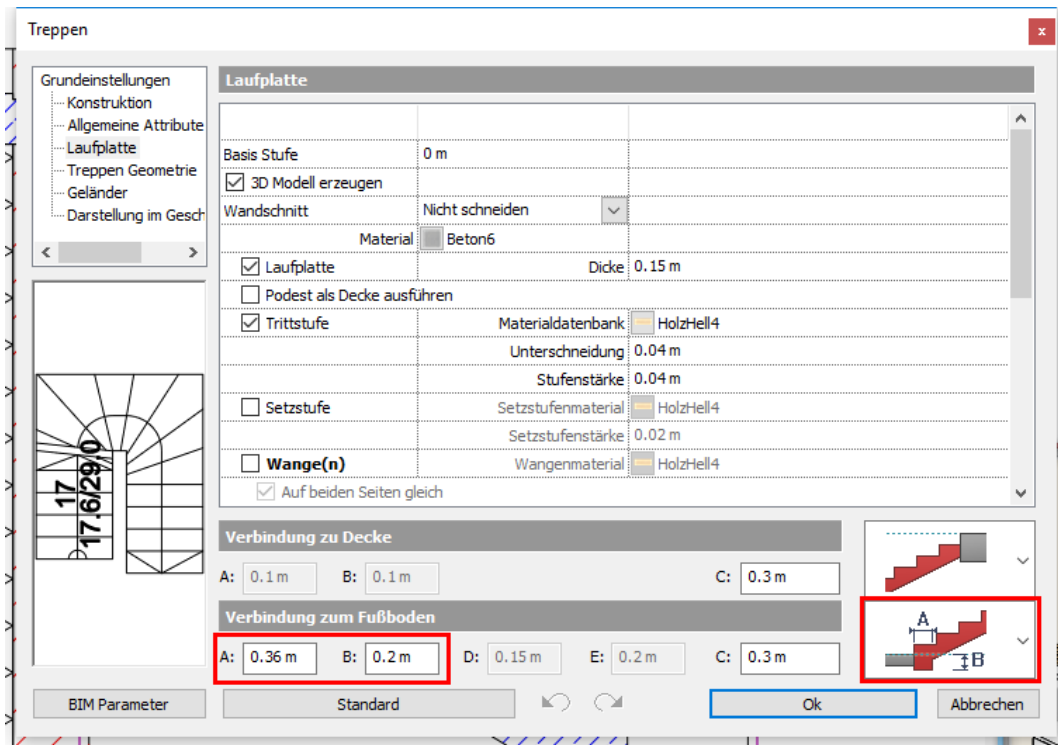 Treppen
x
Grundeinstellungen
Konstruktion
Allgemeine Attribute
Laufplatte
Treppen Geometrie
Geländer
Darstellung im Gesch
17
17.6/29,0
Laufplatte
Basis Stufe 0 m
3D Modell erzeugen
Wandschnitt Nicht schneiden
Material Beton6
Laufplatte Dicke 0.15 m
Podest als Decke ausführen
Trittstufe Materialdatenbank HolzHell4
Unterschneidung 0.04 m
Stufenstärke 0.04 m
Setzstufe Setzstufenmaterial HolzHell4
Setzstufenstärke 0.02 m
Wange(n) Wangenmaterial HolzHell4
Auf beiden Seiten gleich
Verbindung zu Decke
A: 0.1 m B: 0.1 m C: 0.3 m
Verbindung zum Fußboden
A: 0.36 m B: 0.2 m D: 0.15 m E: 0.2 m C: 0.3 m
A
B
BIM Parameter Standard Ok Abbrechen